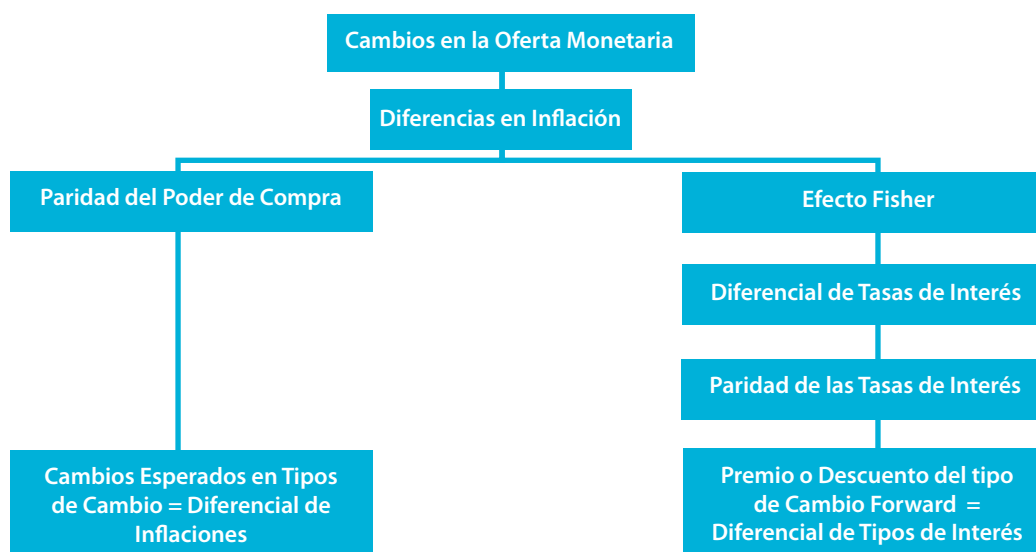 Cambios en la Oferta Monetaria
Diferencias en Inflación
Paridad del Poder de Compra
Efecto Fisher
Diferencial de Tasas de Interés
Paridad de las Tasas de Interés
Cambios Esperados en Tipos
de Cambio = Diferencial de
Inflaciones
Premio o Descuento del tipo
de Cambio Forward =
Diferencial de Tipos de Interés